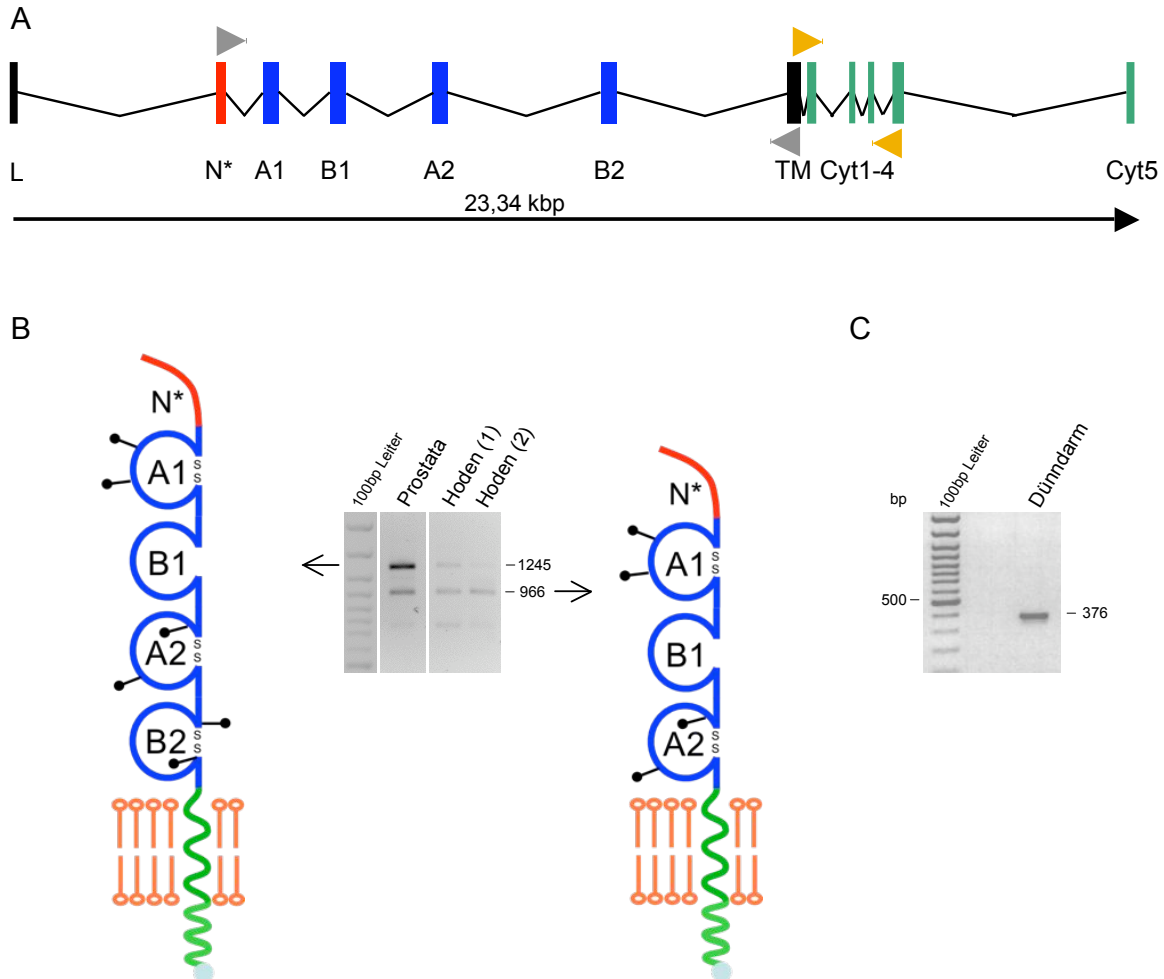 A
L N* A1 B1 A2 B2 TM Cyt1-4 Cyt5
23,34 kbp
B
N*
A1
S
S
B1
A2
S
S
B2
S
S
100bp Leiter
Prostata
Hoden (1)
Hoden (2)
1245
966
N*
A1
S
S
B1
A2
S
S
C
bp
100bp Leiter
Dünndarm
500
376